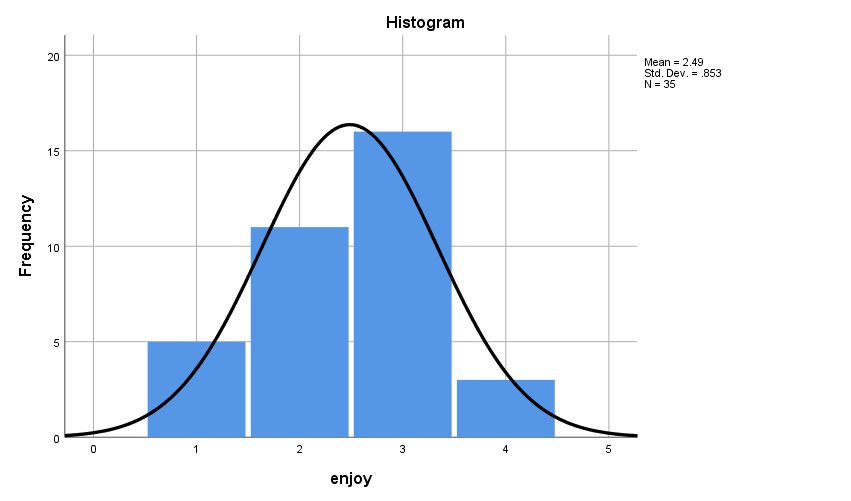 Histogram
Mean = 2.49
Std. Dev. = .853
N = 35
Frequency
20
15
10
5
0
0 1 2 3 4 5
enjoy